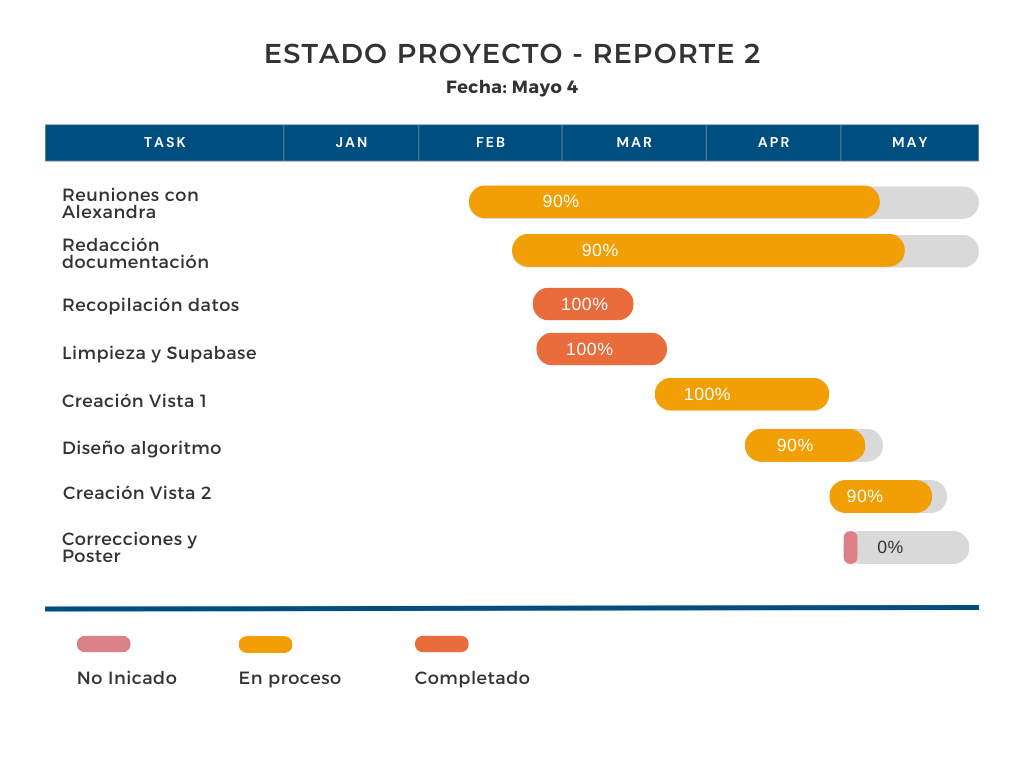 ESTADO PROYECTO - REPORTE 2
Fecha: Mayo 4
TASK JAN FEB MAR APR MAY
Reuniones con
Alexandra
90%
Redacción
documentación
90%
Recopilación datos
100%
Limpieza y Supabase
100%
Creación Vista 1
100%
Diseño algoritmo
90%
Creación Vista 2
90%
Correcciones y
Poster
0%
No Inicado En proceso Completado